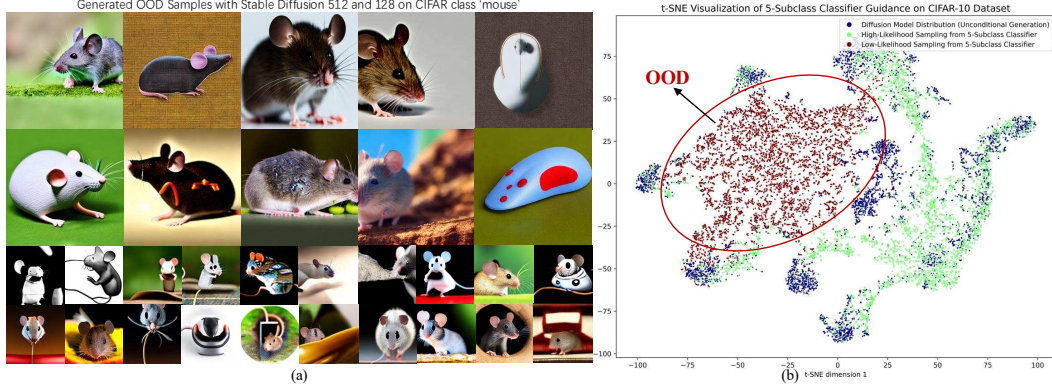 Generated OOD Samples with Stable Diffusion 512 and 128 on CIFAR class 'mouse'
(a)
t-SNE Visualization of 5-Subclass Classifier Guidance on CIFAR-10 Dataset
Diffusion Model Distribution (Unconditional Generation)
High-Likelihood Sampling from 5-Subclass Classifier
Low-Likelihood Sampling from 5-Subclass Classifier
OOD
75
50
25
0
−25
−50
−75
−100
−100 −75 −50 −25 0 25 50 75 100
t-SNE dimension 1
(b)